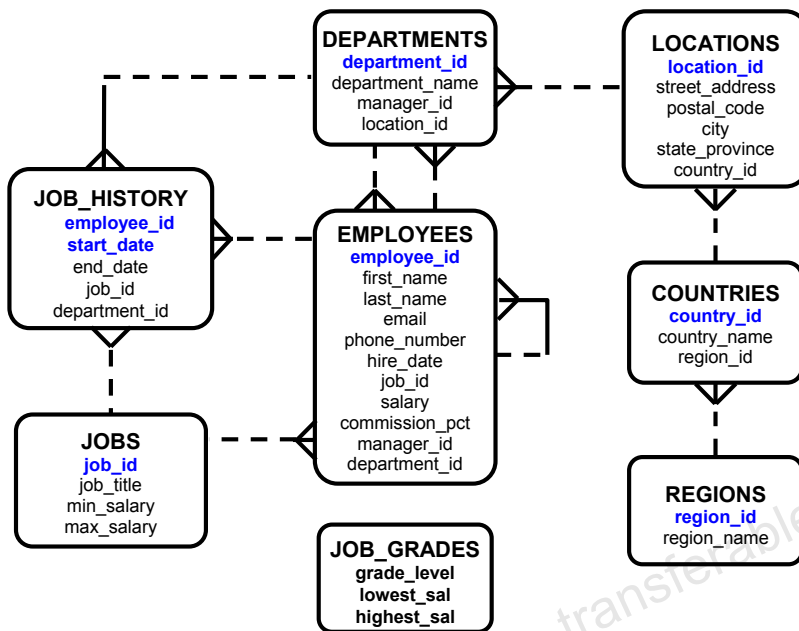 DEPARTMENTS
department_id
department_name
manager_id
location_id
LOCATIONS
location_id
street_address
postal_code
city
state_province
country_id
JOB_HISTORY
employee_id
start_date
end_date
job_id
department_id
EMPLOYEES
employee_id
first_name
last_name
email
phone_number
hire_date
job_id
salary
commission_pct
manager_id
department_id
COUNTRIES
country_id
country_name
region_id
JOBS
job_id
job_title
min_salary
max_salary
REGIONS
region_id
region_name
JOB_GRADES
grade_level
lowest_sal
highest_sal
transferable